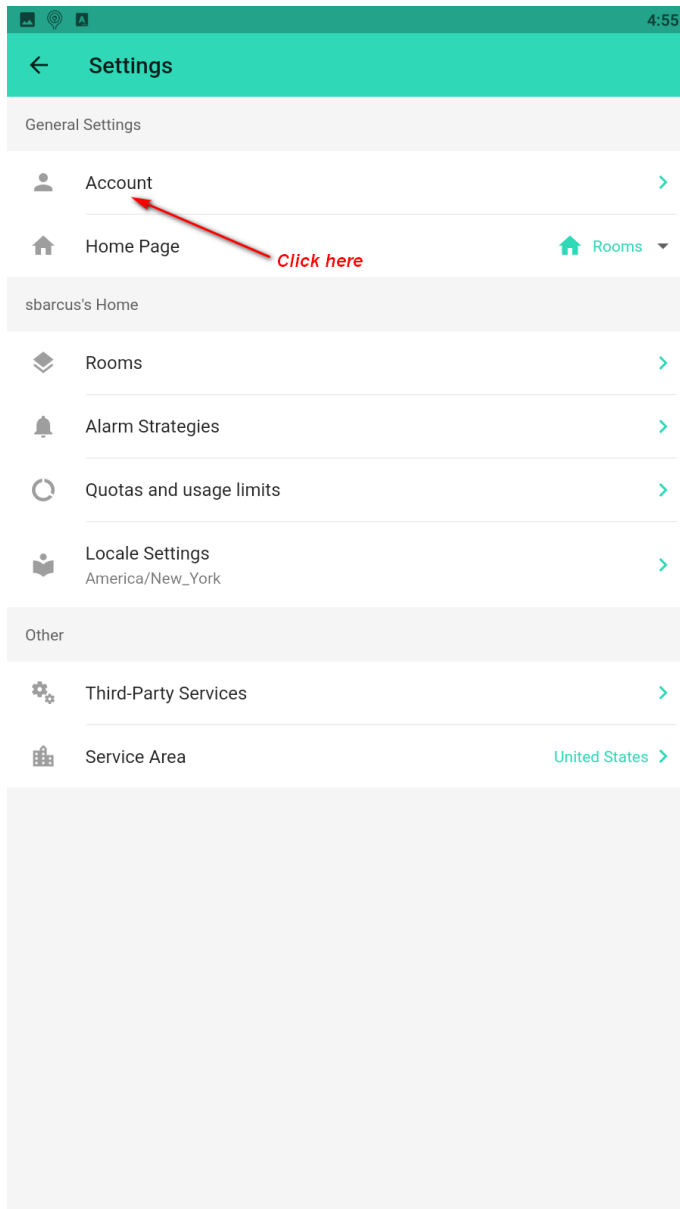 4:55
Settings
General Settings
Account
Home Page
Rooms
Click here
sbarcus's Home
Rooms
Alarm Strategies
Quotas and usage limits
Locale Settings
America/New_York
Other
Third-Party Services
Service Area
United States